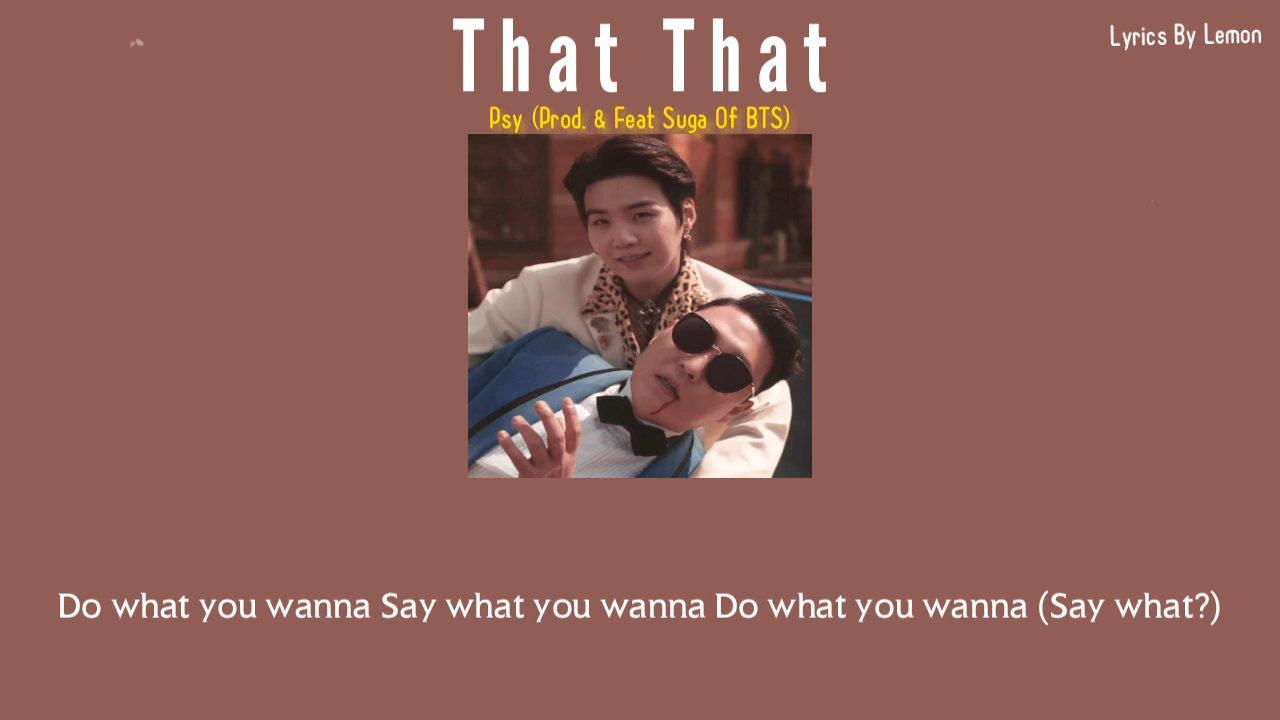 That That
Lyrics By Lemon
Psy (Prod. & Feat Suga Of BTS)
Do what you wanna Say what you wanna Do what you wanna (Say what?)